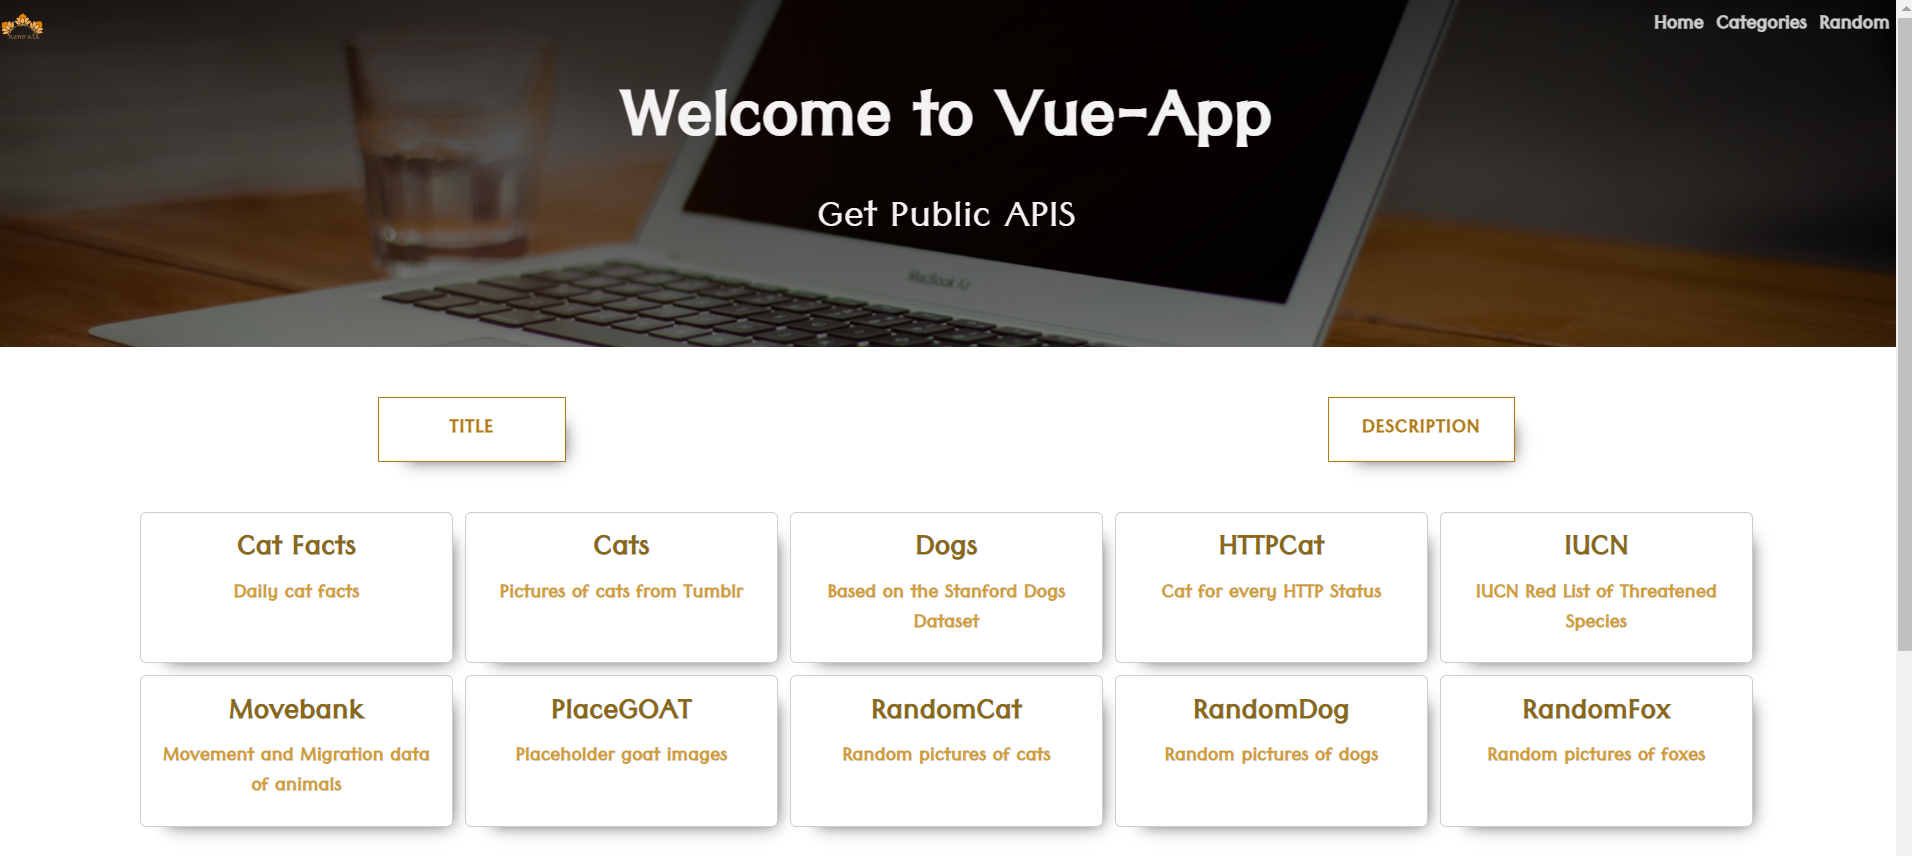 Home Categories Random
Welcome to Vue-App
Get Public APIS
MacBook Air
TITLE
DESCRIPTION
Cat Facts
Daily cat facts
Cats
Pictures of cats from Tumblr
Dogs
Based on the Stanford Dogs
Dataset
HTTPCat
Cat for every HTTP Status
IUCN
IUCN Red List of Threatened
Species
Movebank
Movement and Migration data
of animals
PlaceGOAT
Placeholder goat images
RandomCat
Random pictures of cats
RandomDog
Random pictures of dogs
RandomFox
Random pictures of foxes